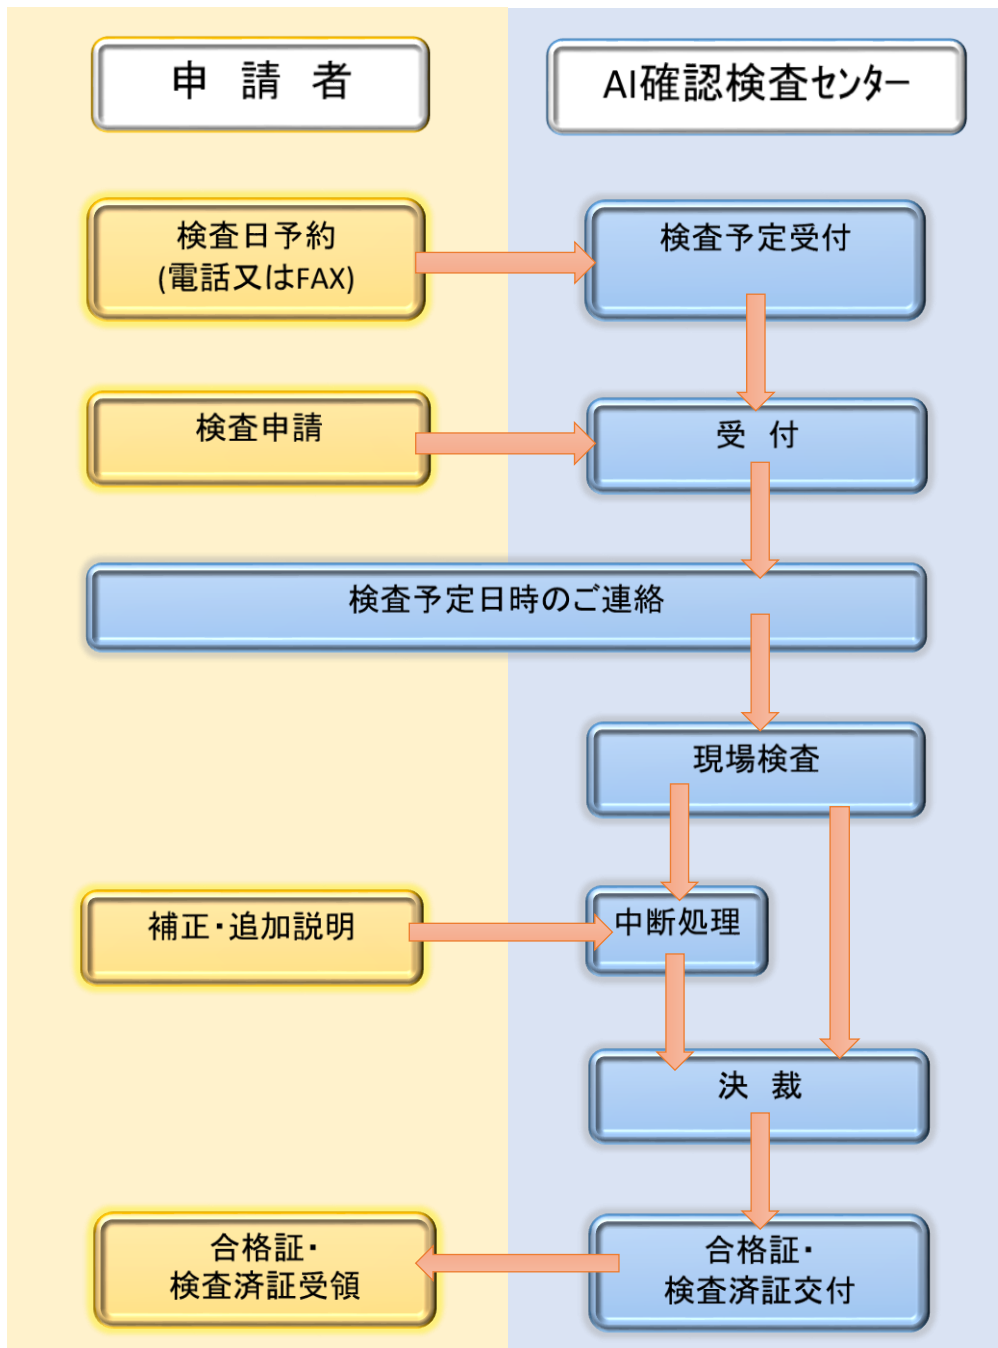 申　請　者
AI確認検査センター
検査日予約
(電話又はFAX)
検査予定受付
検査申請
受　付
検査予定日時のご連絡
現場検査
補正・追加説明
中断処理
決　裁
合格証・
検査済証受領
合格証・
検査済証交付